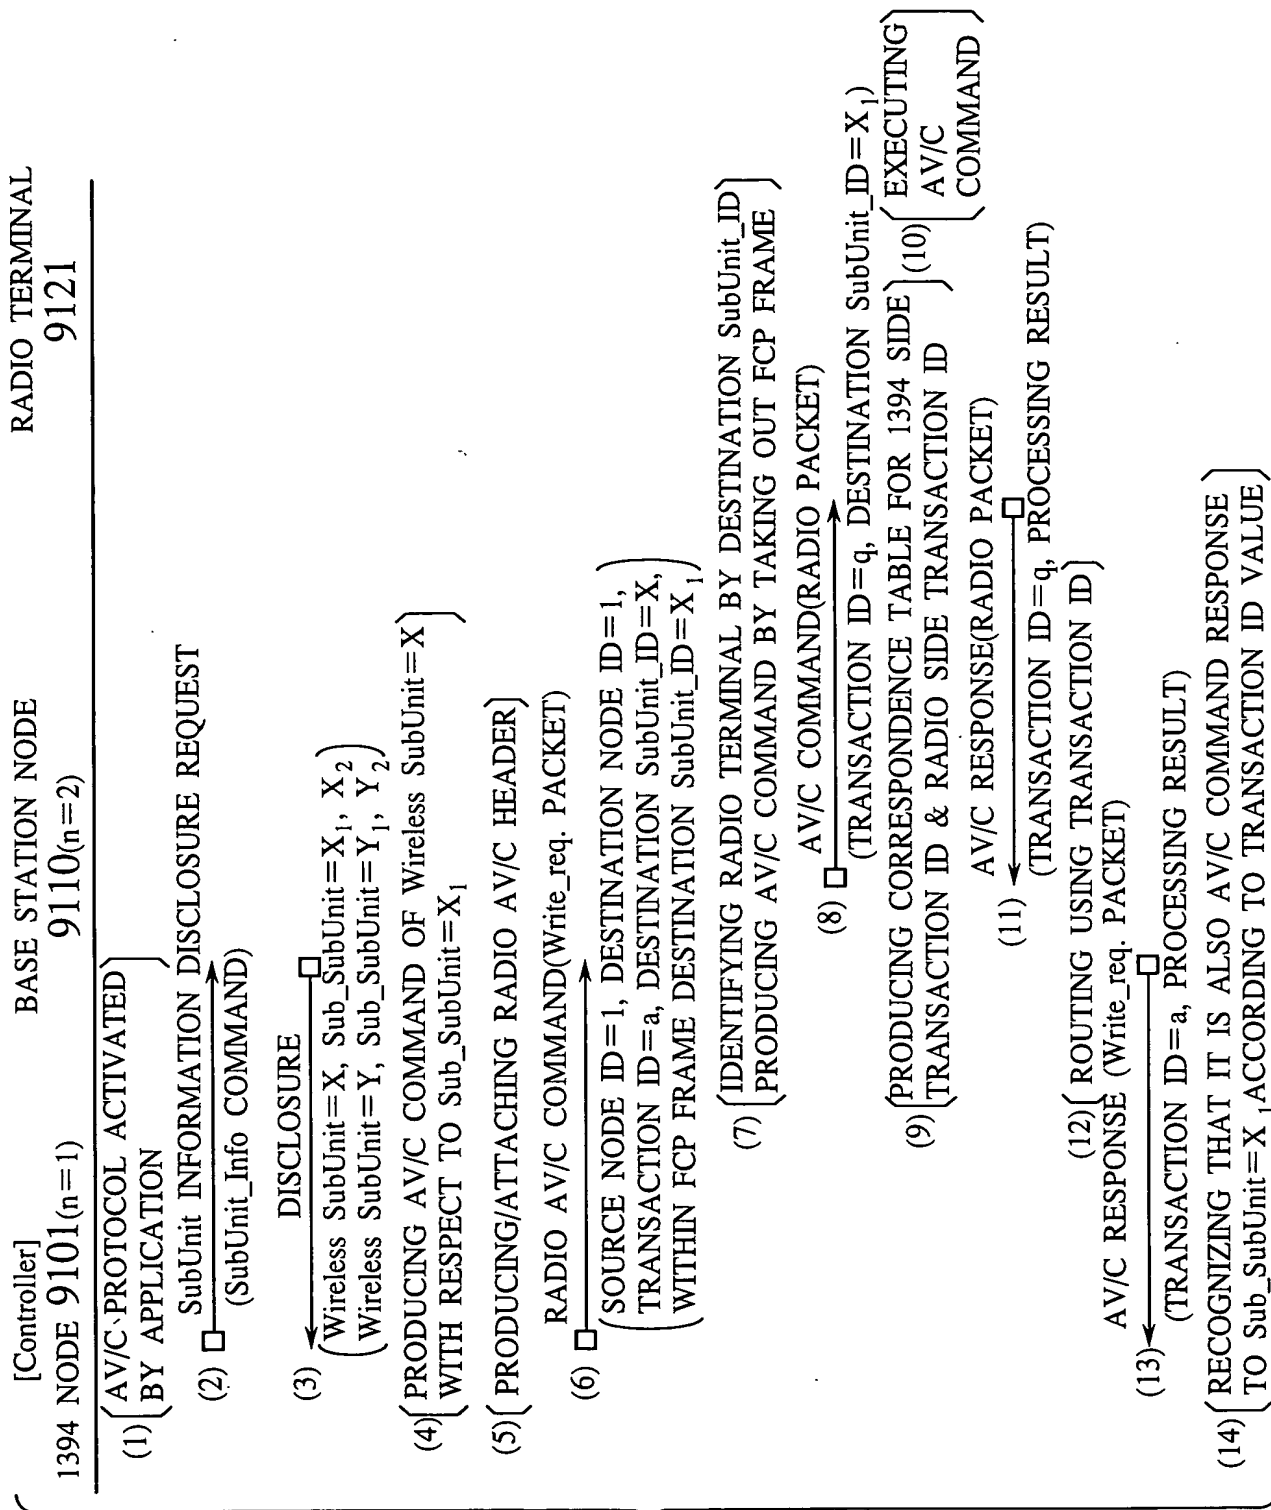 [Controller]
1394 NODE 9101(n=1)
BASE STATION NODE
9110(n=2)
RADIO TERMINAL
9121
(1) AV/C PROTOCOL ACTIVATED
BY APPLICATION
SubUnit INFORMATION DISCLOSURE REQUEST
(2)
(SubUnit_Info COMMAND)
DISCLOSURE
(3)
(Wireless SubUnit=X, Sub_SubUnit=X1, X2
Wireless SubUnit=Y, Sub_SubUnit=Y1, Y2)
(4) [PRODUCING AV/C COMMAND OF Wireless SubUnit=X
WITH RESPECT TO Sub_SubUnit=X1]
(5) [PRODUCING/ATTACHING RADIO AV/C HEADER]
RADIO AV/C COMMAND(Write_req. PACKET)
(6)
(SOURCE NODE ID=1, DESTINATION NODE ID=1,
TRANSACTION ID=a, DESTINATION SubUnit_ID=X,
WITHIN FCP FRAME DESTINATION SubUnit_ID=X1)
(7) [IDENTIFYING RADIO TERMINAL BY DESTINATION SubUnit_ID
PRODUCING AV/C COMMAND BY TAKING OUT FCP FRAME]
AV/C COMMAND(RADIO PACKET)
(8)
(TRANSACTION ID=q, DESTINATION SubUnit_ID=X1)
(9) [PRODUCING CORRESPONDENCE TABLE FOR 1394 SIDE
TRANSACTION ID & RADIO SIDE TRANSACTION ID]
(10) [EXECUTING
AV/C
COMMAND]
AV/C RESPONSE(RADIO PACKET)
(11)
(TRANSACTION ID=q, PROCESSING RESULT)
(12) [ROUTING USING TRANSACTION ID]
AV/C RESPONSE (Write_req. PACKET)
(13)
(TRANSACTION ID=a, PROCESSING RESULT)
(14) [RECOGNIZING THAT IT IS ALSO AV/C COMMAND RESPONSE
TO Sub_SubUnit=X1 ACCORDING TO TRANSACTION ID VALUE]